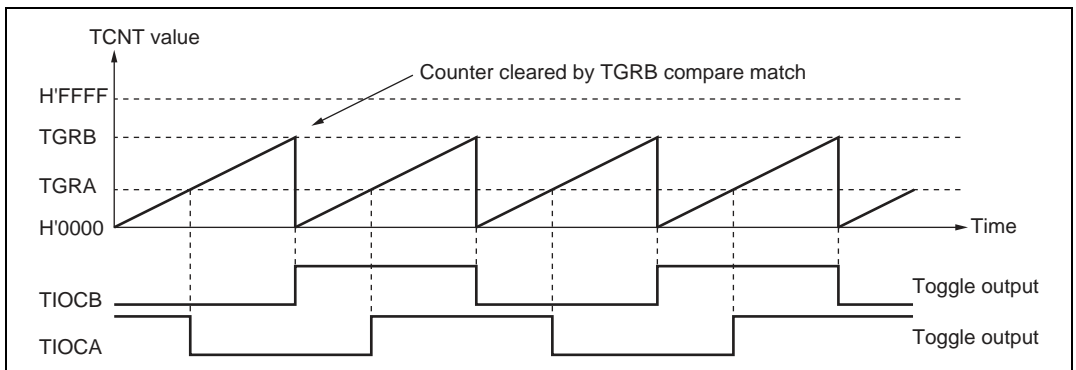 TCNT value
Counter cleared by TGRB compare match
H'FFFF
TGRB
TGRA
H'0000
Time
TIOCB
Toggle output
TIOCA
Toggle output